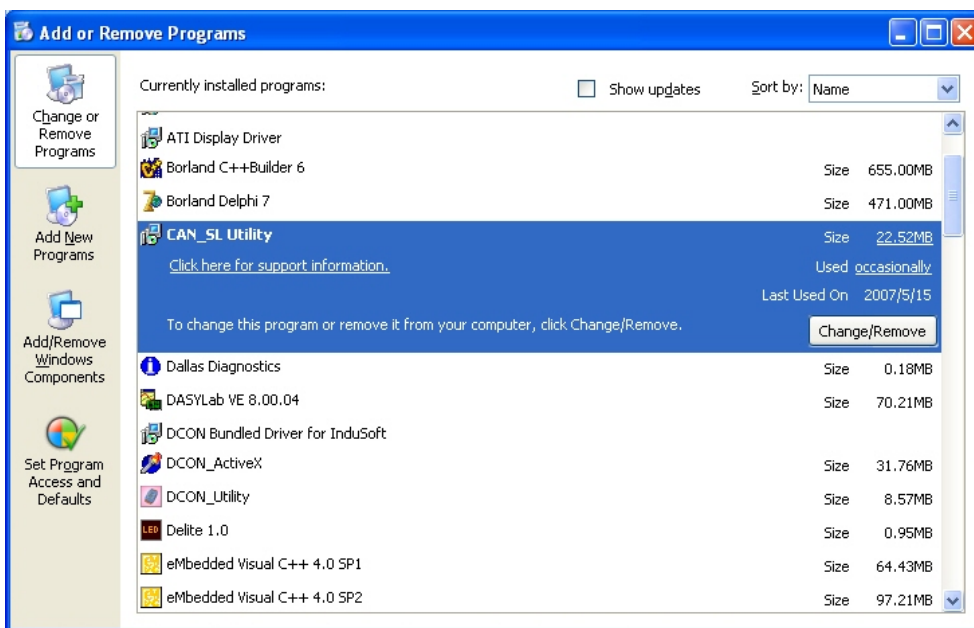 Add or Remove Programs
Change or
Remove
Programs
Add New
Programs
Add/Remove
Windows
Components
Set Program
Access and
Defaults
Currently installed programs:
Show updates
Sort by: Name
ATI Display Driver
Borland C++Builder 6 Size 655.00MB
Borland Delphi 7 Size 471.00MB
CAN_SL Utility Size 22.52MB
Click here for support information. Used occasionally
Last Used On 2007/5/15
To change this program or remove it from your computer, click Change/Remove. Change/Remove
Dallas Diagnostics Size 0.18MB
DASYLab VE 8.00.04 Size 70.21MB
DCON Bundled Driver for InduSoft
DCON_ActiveX Size 31.76MB
DCON_Utility Size 8.57MB
LED Delite 1.0 Size 0.95MB
eMbedded Visual C++ 4.0 SP1 Size 64.43MB
eMbedded Visual C++ 4.0 SP2 Size 97.21MB